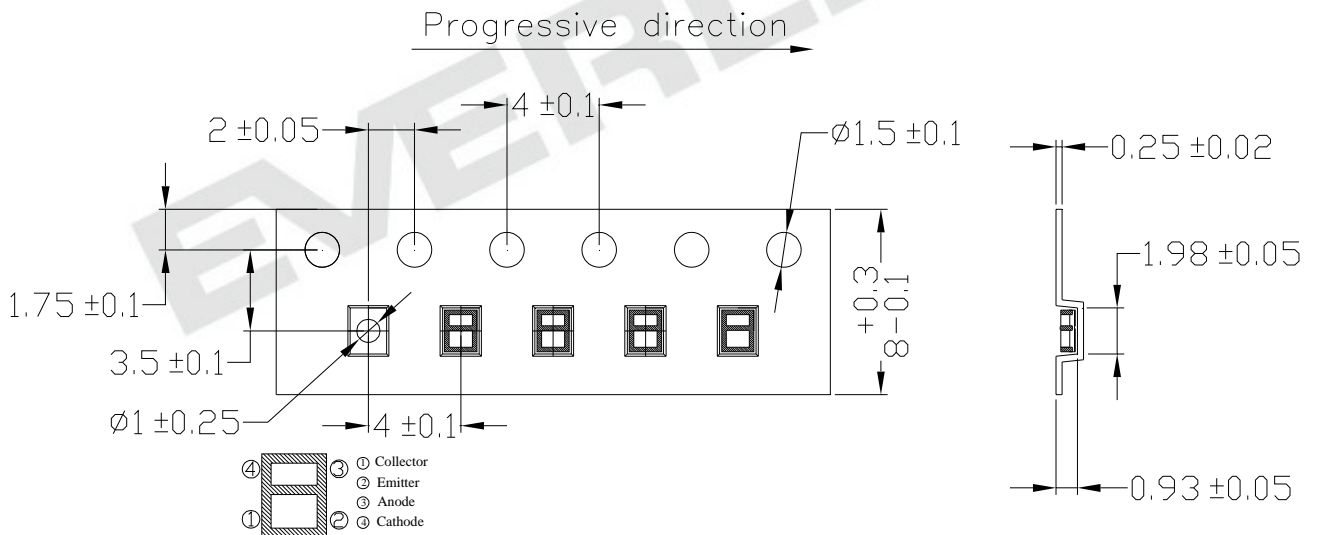 EVERL
Progressive direction
4 ±0.1
2 ±0.05
Ø1.5 ±0.1
0.25 ±0.02
1.98 ±0.05
1.75 ±0.1
8 +0.3 -0.1
3.5 ±0.1
Ø1 ±0.25
4 ±0.1
0.93 ±0.05
④ ③
① ②
① Collector
② Emitter
③ Anode
④ Cathode